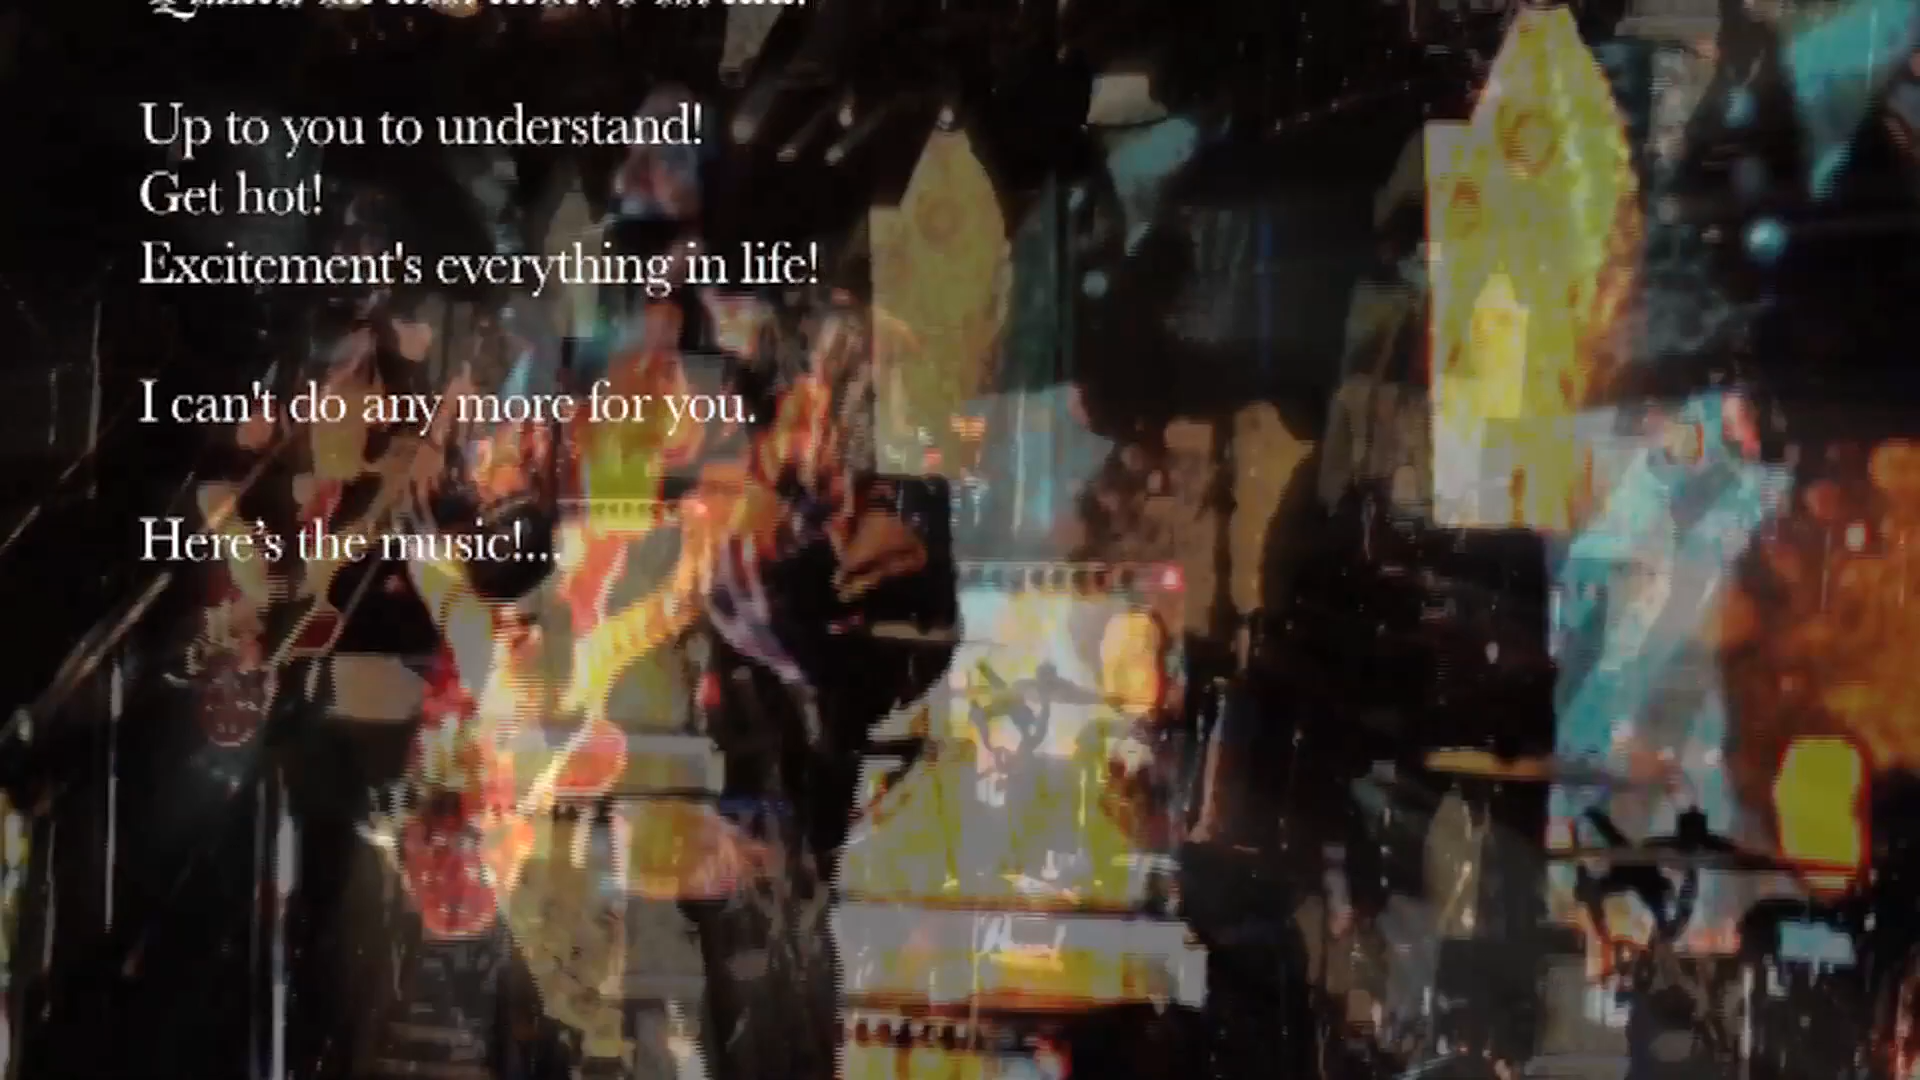 Up to you to understand!
Get hot!
Excitement's everything in life!
I can't do any more for you.
Here’s the music!...